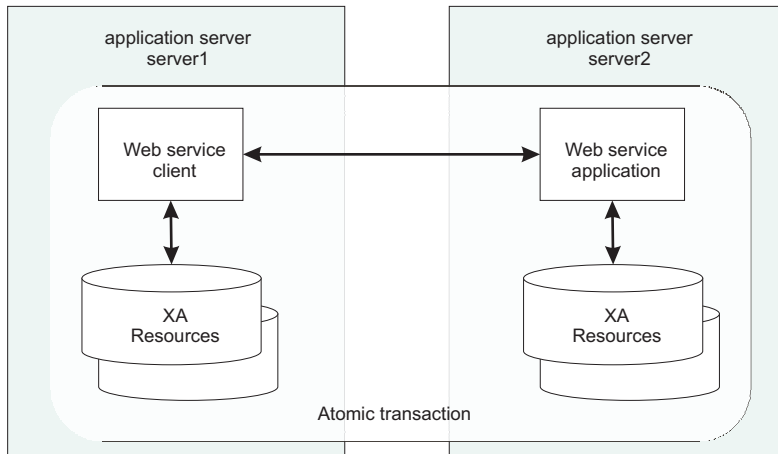 application server
server1
application server
server2
Web service
client
Web service
application
XA
Resources
XA
Resources
Atomic transaction